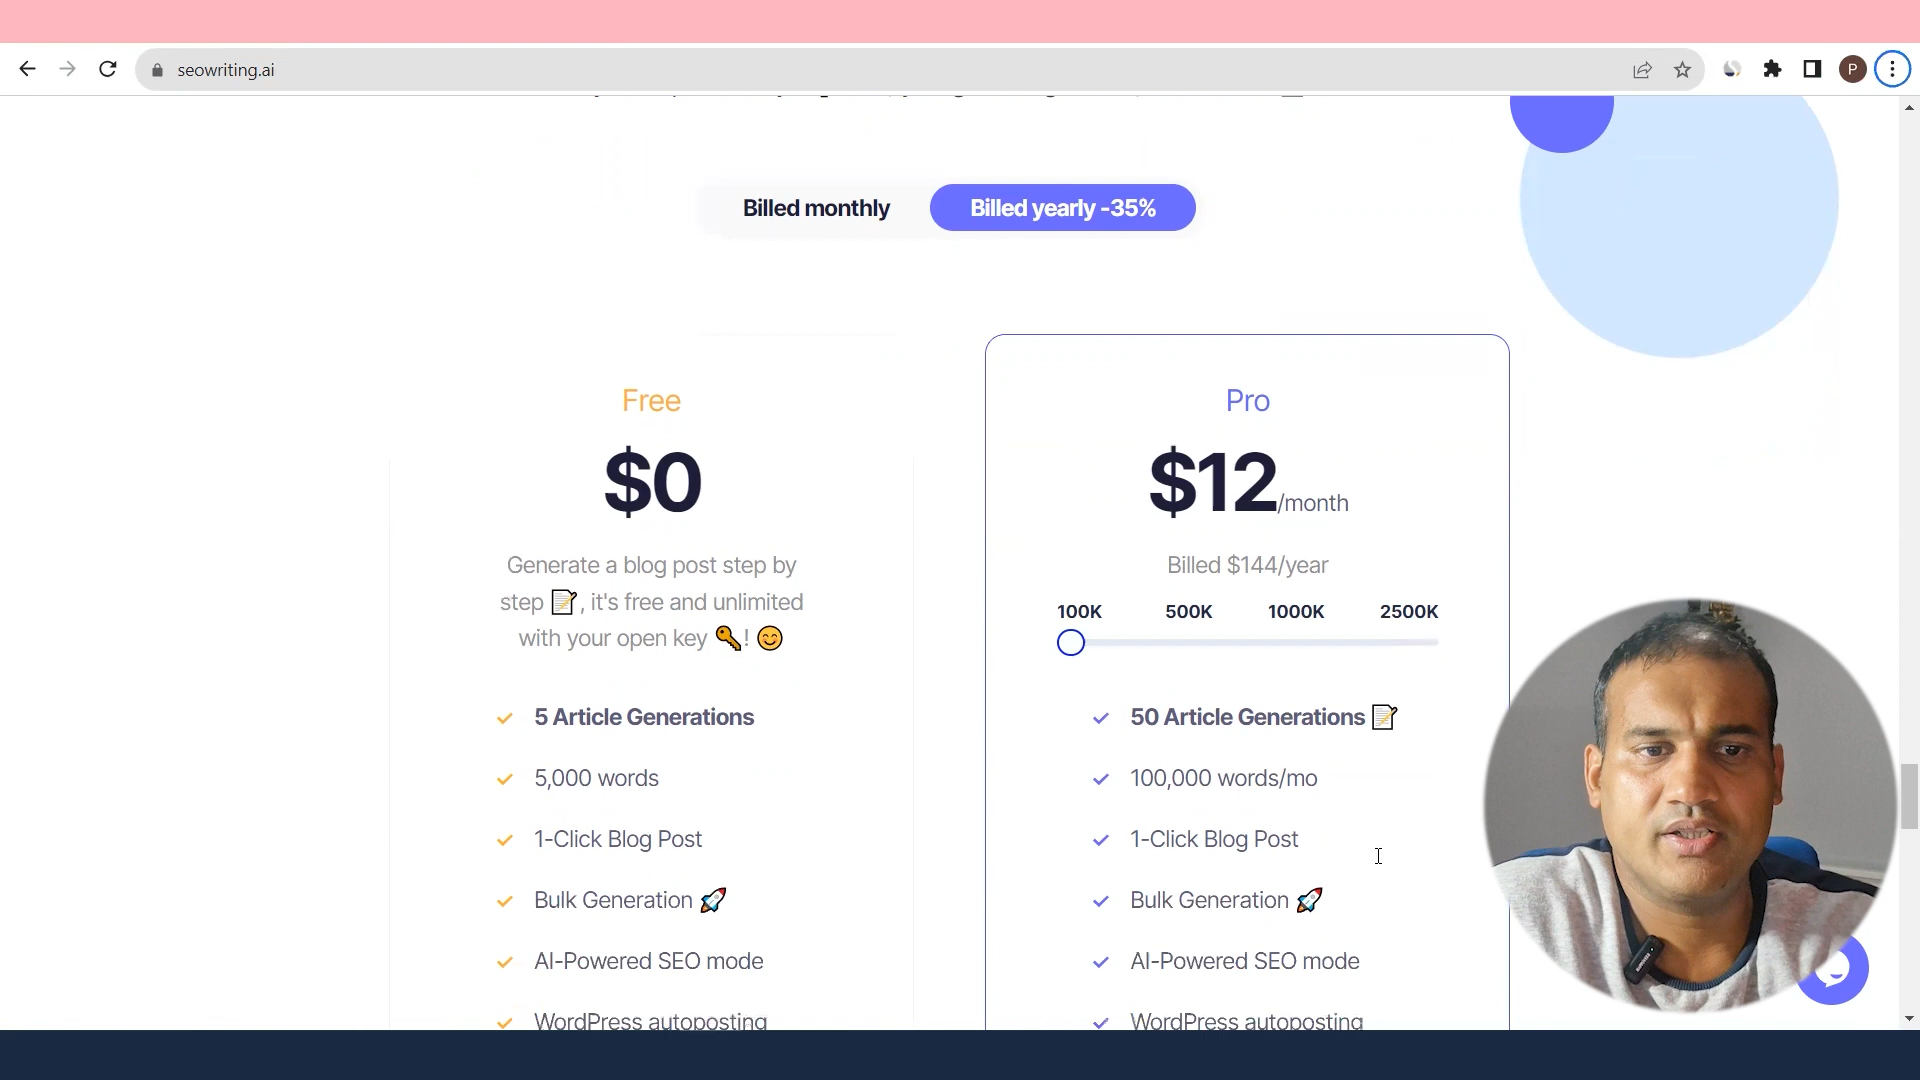 seowriting.ai
P
Billed monthly
Billed yearly -35%
Free
$0
Generate a blog post step by
step 📝, it's free and unlimited
with your open key 🔑! 😊
5 Article Generations
5,000 words
1-Click Blog Post
Bulk Generation 🚀
AI-Powered SEO mode
WordPress autoposting
Pro
$12/month
Billed $144/year
100K 500K 1000K 2500K
50 Article Generations 📝
100,000 words/mo
1-Click Blog Post
Bulk Generation 🚀
AI-Powered SEO mode
WordPress autoposting